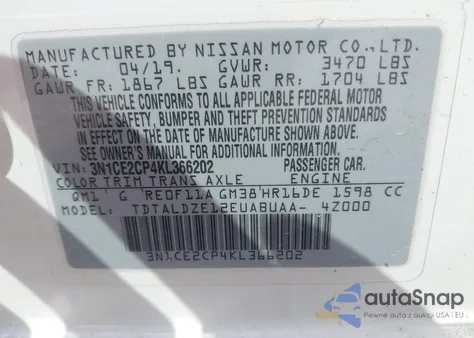 MANUFACTURED BY NISSAN MOTOR CO., LTD.
DATE: 04/19. GVWR: 3470 LBS
GAWR FR: 1867 LBS GAWR RR: 1704 LBS
THIS VEHICLE CONFORMS TO ALL APPLICABLE FEDERAL MOTOR
VEHICLE SAFETY, BUMPER AND THEFT PREVENTION STANDARDS
IN EFFECT ON THE DATE OF MANUFACTURE SHOWN ABOVE.
SEE OWNER'S MANUAL FOR ADDITIONAL INFORMATION.
PASSENGER CAR
VIN: 3N1CE2CP4KL366202
COLOR TRIM TRANS AXLE ENGINE
QM1 G RE0F11A GM38 HR16DE 1598 CC
MODEL: TDTALDZE12EUABUAA- 4Z000
3N1CE2CP4KL366202
autoSnap
Pewne auta z ubezpieczalni USA i EU